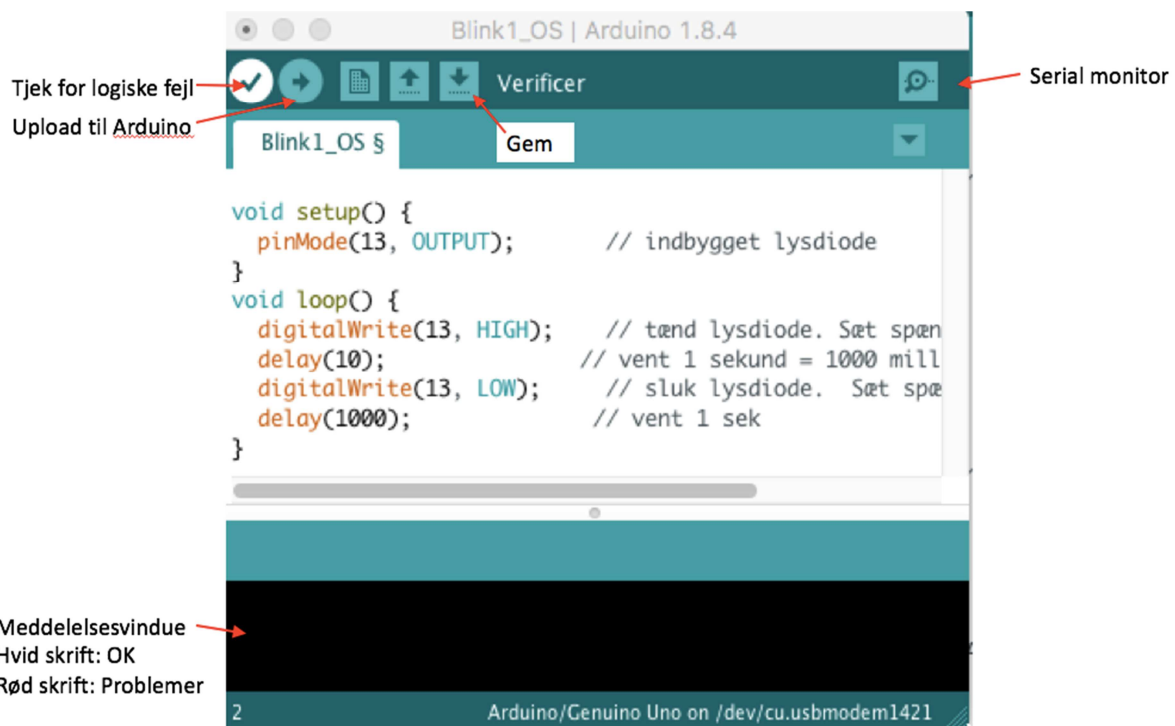 Blink1_OS | Arduino 1.8.4
Tjek for logiske fejl
Upload til Arduino
Verificer
Serial monitor
Gem
Blink1_OS §
void setup() {
  pinMode(13, OUTPUT);       // indbygget lysdiode
}
void loop() {
  digitalWrite(13, HIGH);    // tænd lysdiode. Sæt spæn
  delay(10);               // vent 1 sekund = 1000 mill
  digitalWrite(13, LOW);     // sluk lysdiode.  Sæt spæ
  delay(1000);              // vent 1 sek
}
Meddelelsesvindue
Hvid skrift: OK
Rød skrift: Problemer
2
Arduino/Genuino Uno on /dev/cu.usbmodem1421